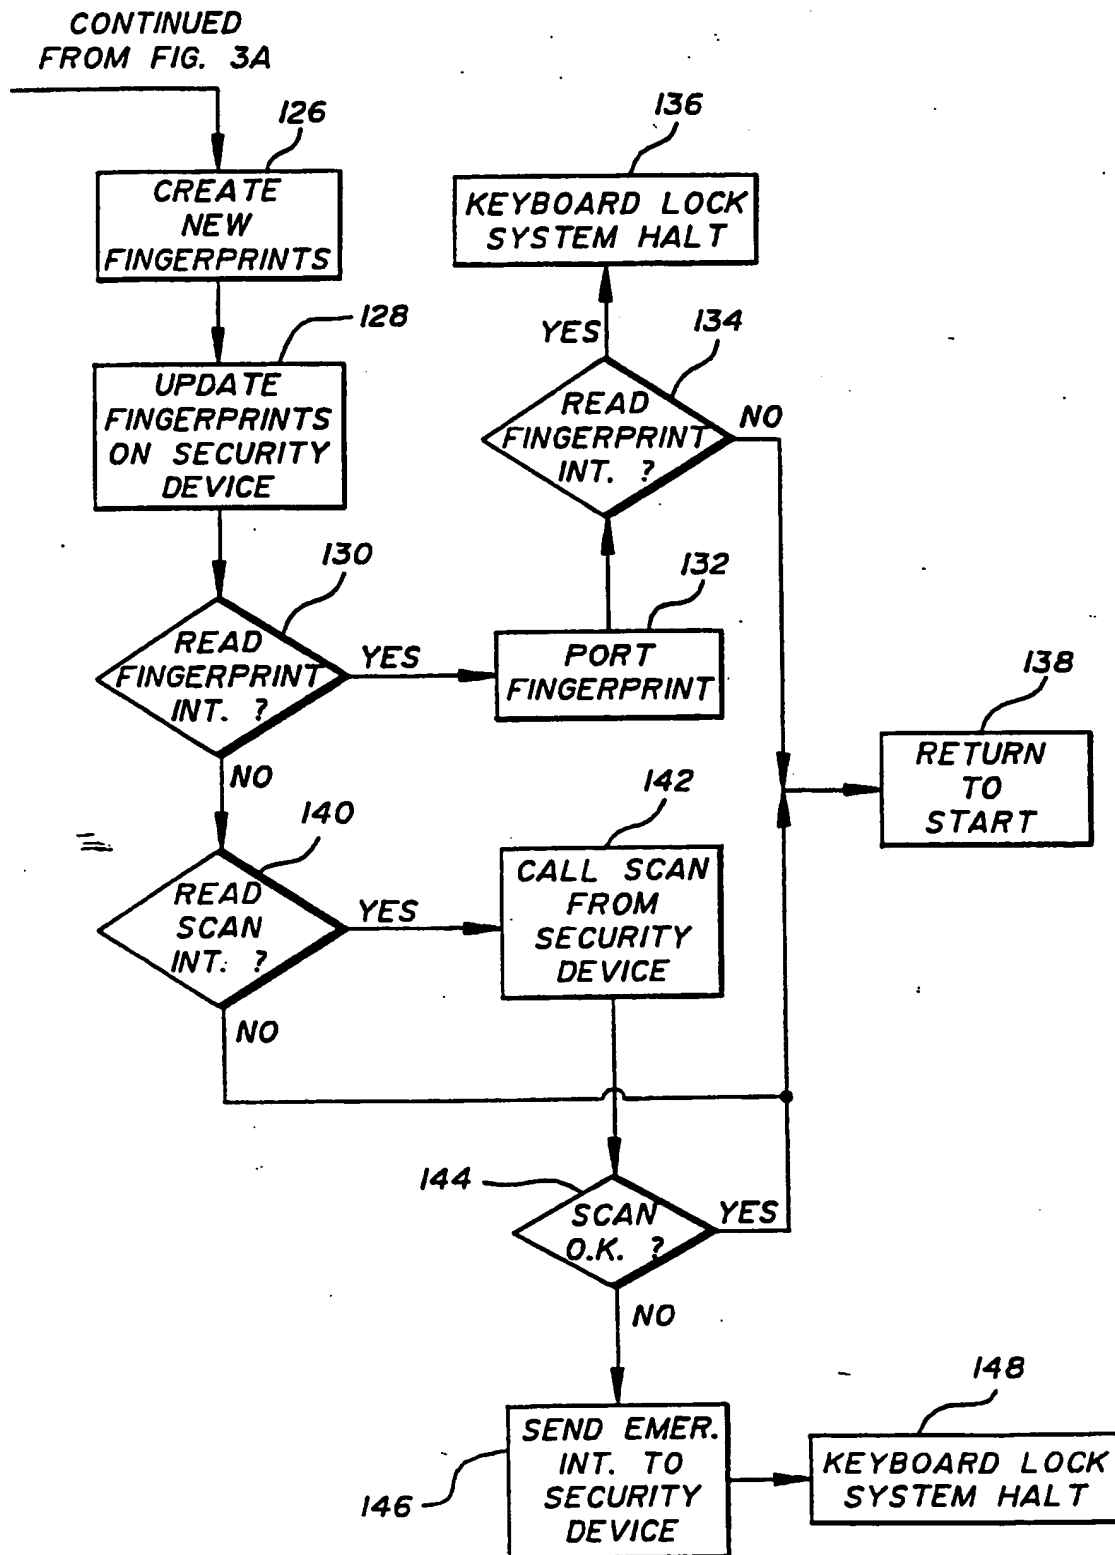 CONTINUED
FROM FIG. 3A
126
CREATE
NEW
FINGERPRINTS
128
UPDATE
FINGERPRINTS
ON SECURITY
DEVICE
130
READ
FINGERPRINT
INT. ?
YES
NO
132
PORT
FINGERPRINT
134
READ
FINGERPRINT
INT. ?
YES
NO
136
KEYBOARD LOCK
SYSTEM HALT
138
RETURN
TO
START
140
READ
SCAN
INT. ?
YES
NO
142
CALL SCAN
FROM
SECURITY
DEVICE
144
SCAN
O.K. ?
YES
NO
146
SEND EMER.
INT. TO
SECURITY
DEVICE
148
KEYBOARD LOCK
SYSTEM HALT